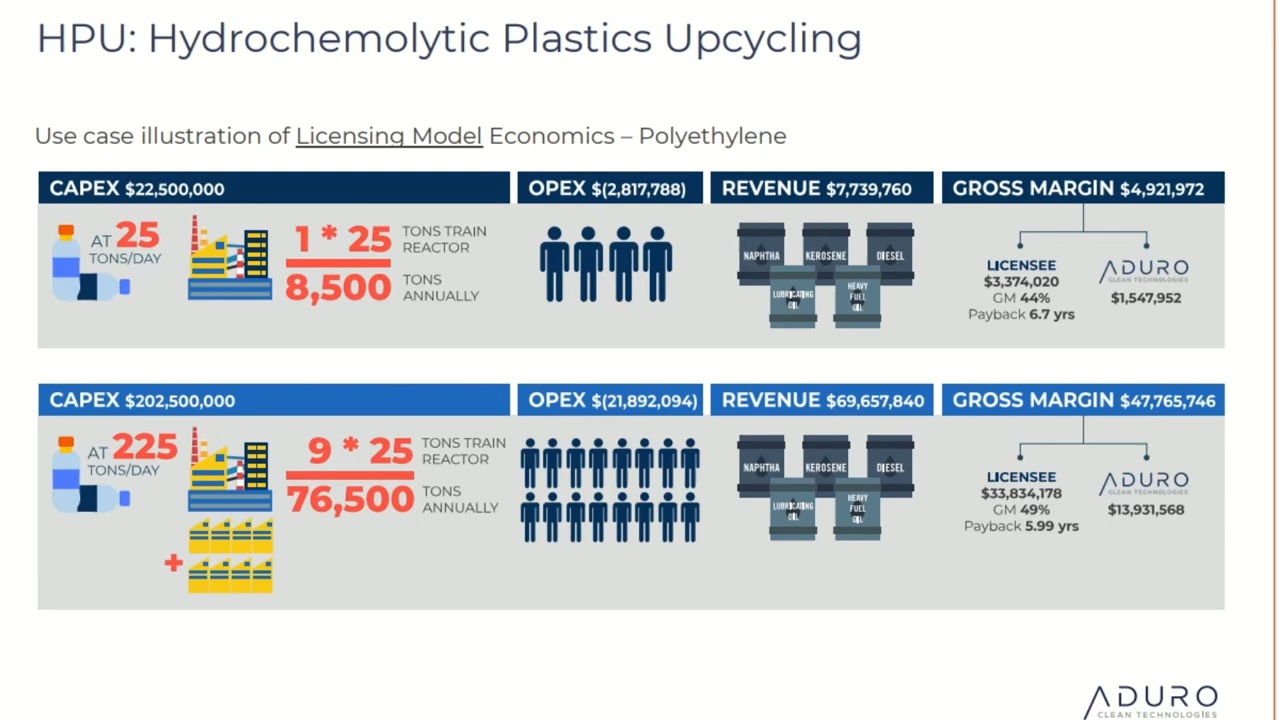 HPU: Hydrochemolytic Plastics Upcycling
Use case illustration of Licensing Model Economics – Polyethylene
CAPEX $22,500,000
OPEX $(2,817,788)
REVENUE $7,739,760
GROSS MARGIN $4,921,972
AT 25
TONS/DAY
1 * 25
TONS TRAIN
REACTOR
8,500
TONS
ANNUALLY
NAPHTHA
KEROSENE
DIESEL
LUBRICATING
OIL
HEAVY
FUEL
OIL
LICENSEE
$3,374,020
GM 44%
Payback 6.7 yrs
ADURO
CLEAN TECHNOLOGIES
$1,547,952
CAPEX $202,500,000
OPEX $(21,892,094)
REVENUE $69,657,840
GROSS MARGIN $47,765,746
AT 225
TONS/DAY
+
9 * 25
TONS TRAIN
REACTOR
76,500
TONS
ANNUALLY
NAPHTHA
KEROSENE
DIESEL
LUBRICATING
OIL
HEAVY
FUEL
OIL
LICENSEE
$33,834,178
GM 49%
Payback 5.99 yrs
ADURO
CLEAN TECHNOLOGIES
$13,931,568
ADURO
CLEAN TECHNOLOGIES